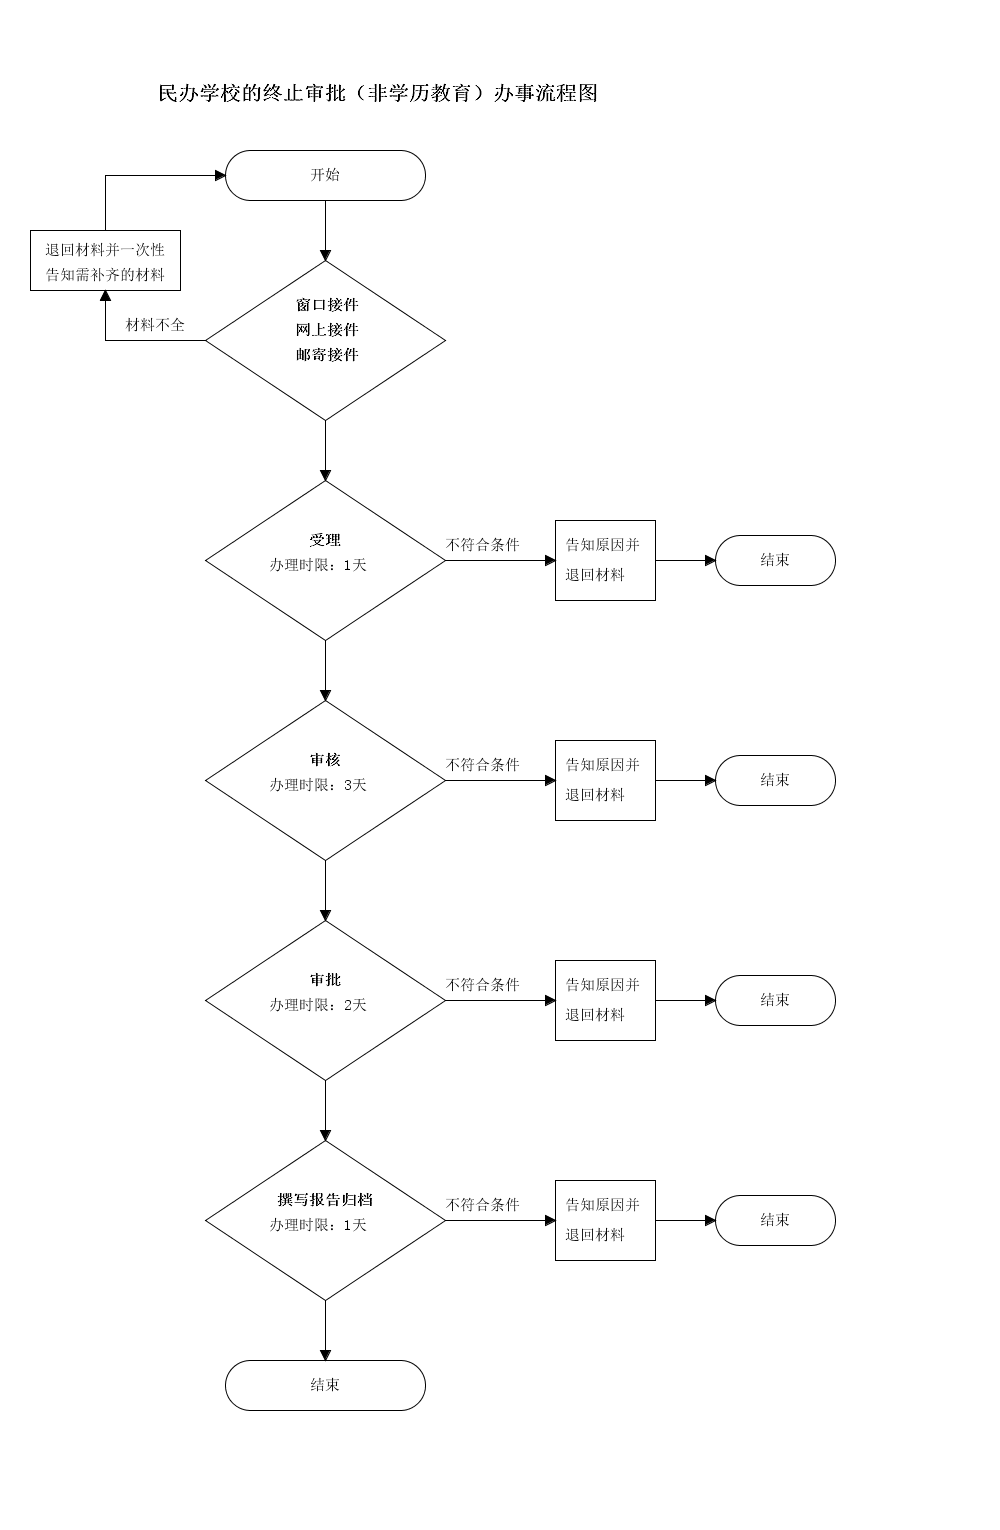 民办学校的终止审批（非学历教育）办事流程图
开始
退回材料并一次性
告知需补齐的材料
材料不全
窗口接件
网上接件
邮寄接件
受理
办理时限：1天
不符合条件
告知原因并
退回材料
结束
审核
办理时限：3天
不符合条件
告知原因并
退回材料
结束
审批
办理时限：2天
不符合条件
告知原因并
退回材料
结束
撰写报告归档
办理时限：1天
不符合条件
告知原因并
退回材料
结束
结束